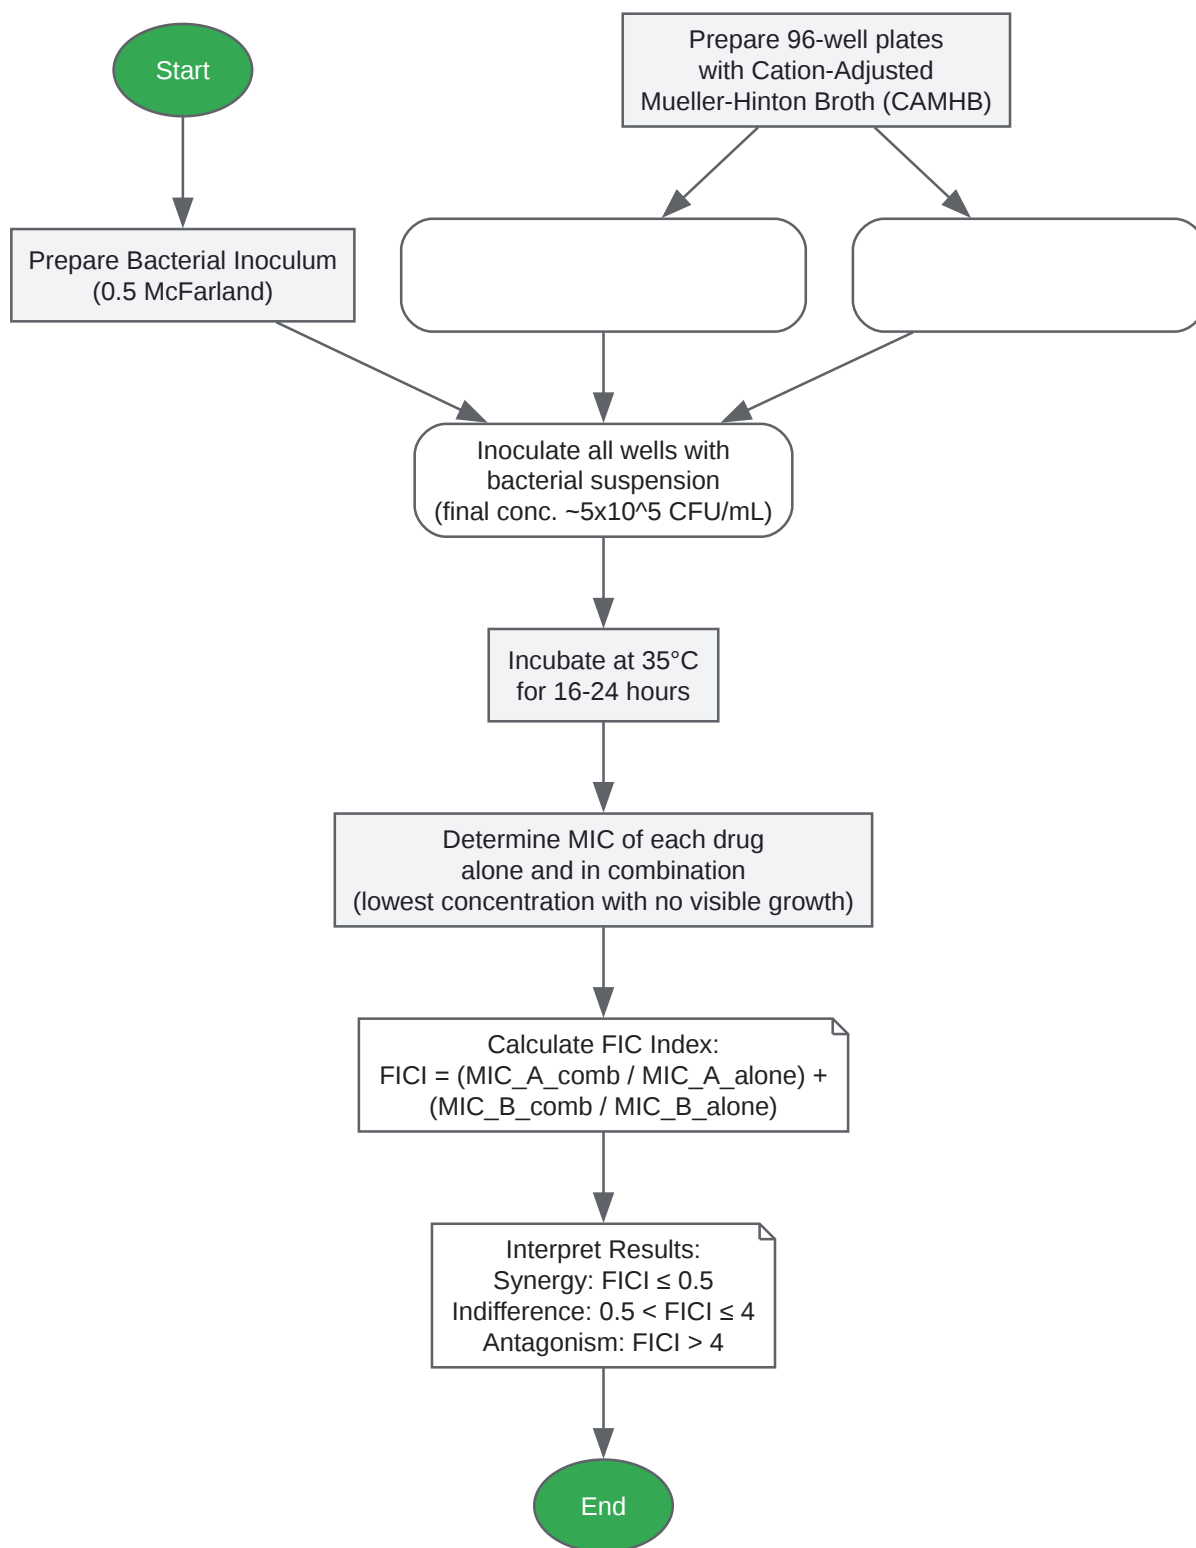 Start
Prepare 96-well plates
with Cation-Adjusted
Mueller-Hinton Broth (CAMHB)
Prepare Bacterial Inoculum
(0.5 McFarland)
Inoculate all wells with
bacterial suspension
(final conc. ~5x10^5 CFU/mL)
Incubate at 35°C
for 16-24 hours
Determine MIC of each drug
alone and in combination
(lowest concentration with no visible growth)
Calculate FIC Index:
FICI = (MIC_A_comb / MIC_A_alone) +
(MIC_B_comb / MIC_B_alone)
Interpret Results:
Synergy: FICI ≤ 0.5
Indifference: 0.5 < FICI ≤ 4
Antagonism: FICI > 4
End